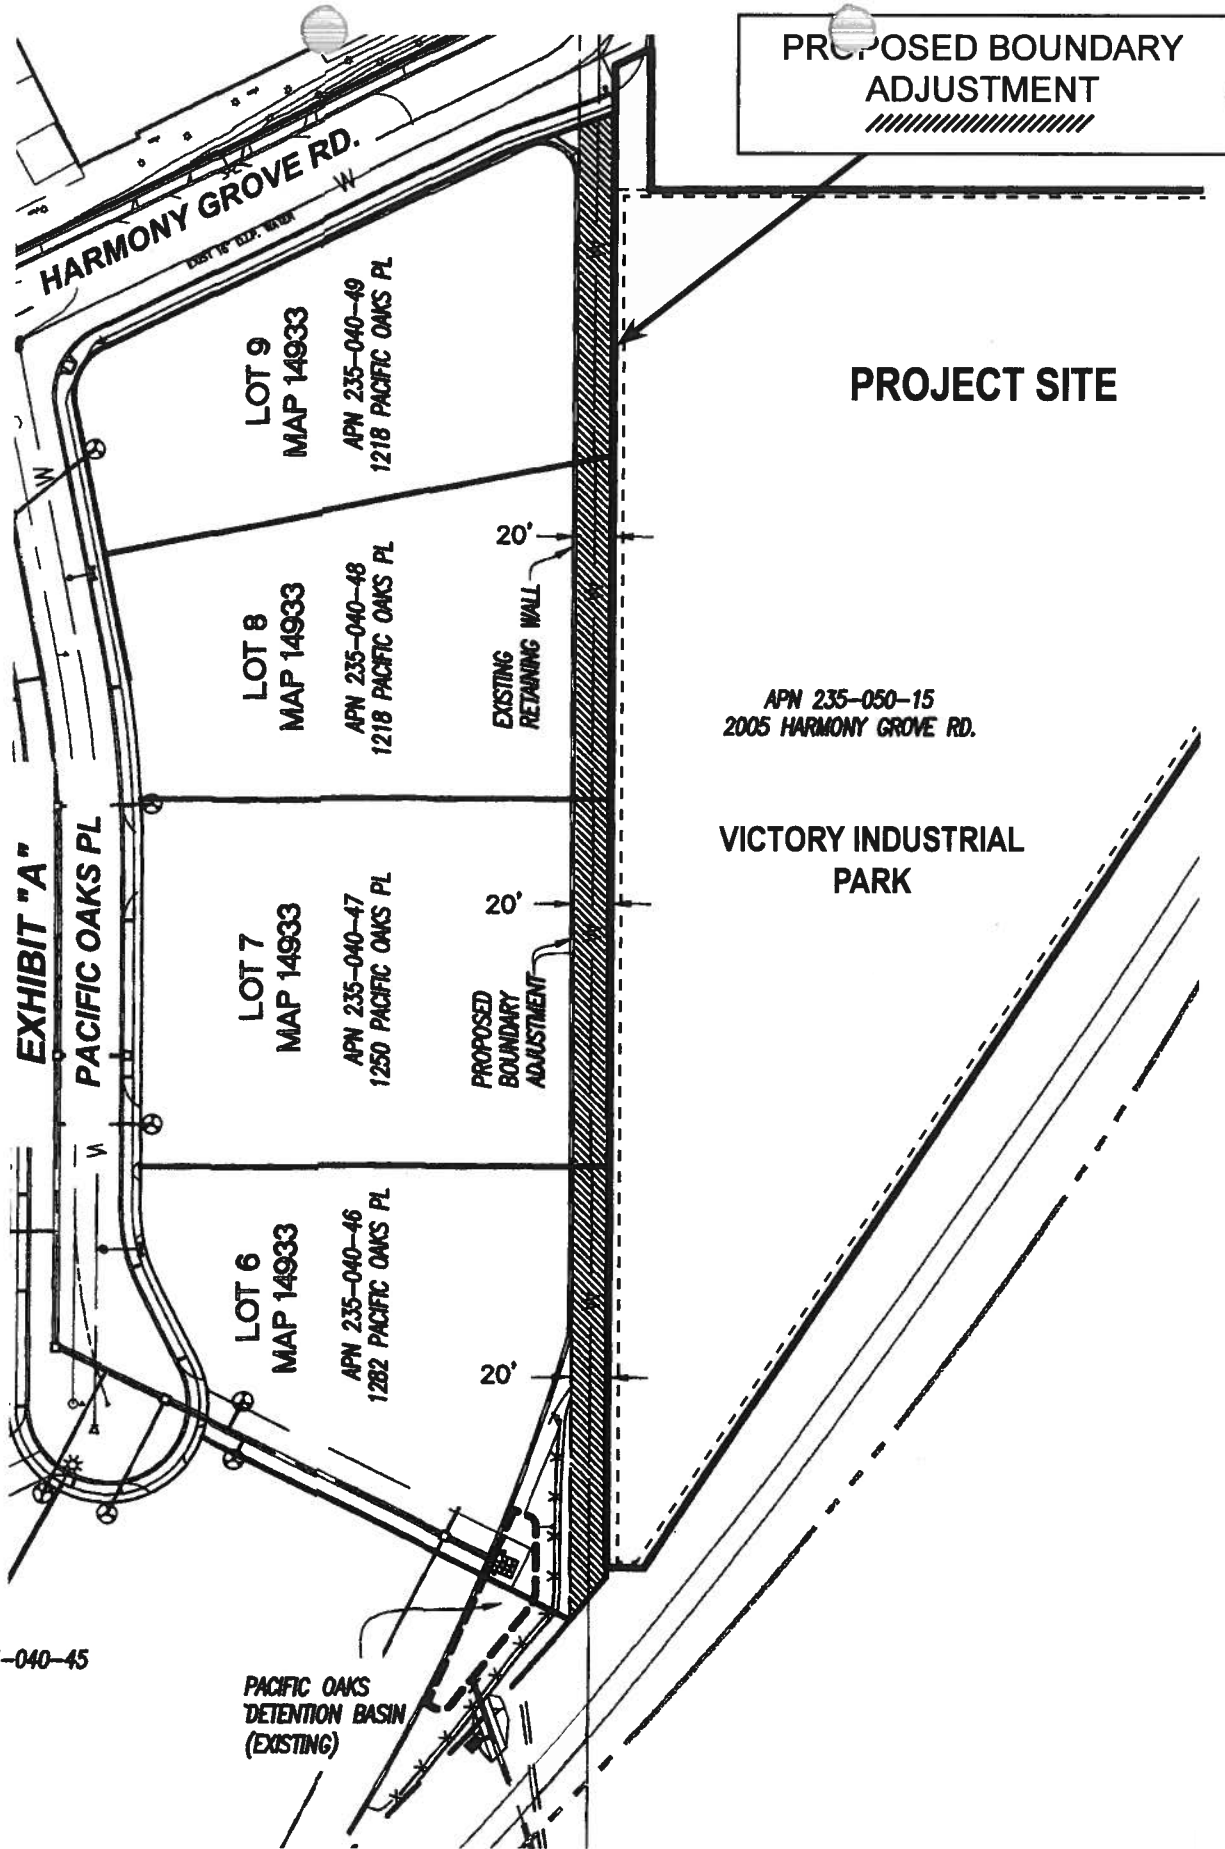 PROPOSED BOUNDARY
ADJUSTMENT
HARMONY GROVE RD.
W
EXIST 16" D.I.P. WATER
LOT 9
MAP 14933
APN 235-040-49
1218 PACIFIC OAKS PL
PROJECT SITE
W
W
20'
EXISTING
RETAINING WALL
LOT 8
MAP 14933
APN 235-040-48
1218 PACIFIC OAKS PL
W
APN 235-050-15
2005 HARMONY GROVE RD.
VICTORY INDUSTRIAL
PARK
EXHIBIT "A"
PACIFIC OAKS PL
LOT 7
MAP 14933
APN 235-040-47
1250 PACIFIC OAKS PL
20'
W
PROPOSED
BOUNDARY
ADJUSTMENT
LOT 6
MAP 14933
APN 235-040-46
1282 PACIFIC OAKS PL
W
20'
-040-45
PACIFIC OAKS
DETENTION BASIN
(EXISTING)